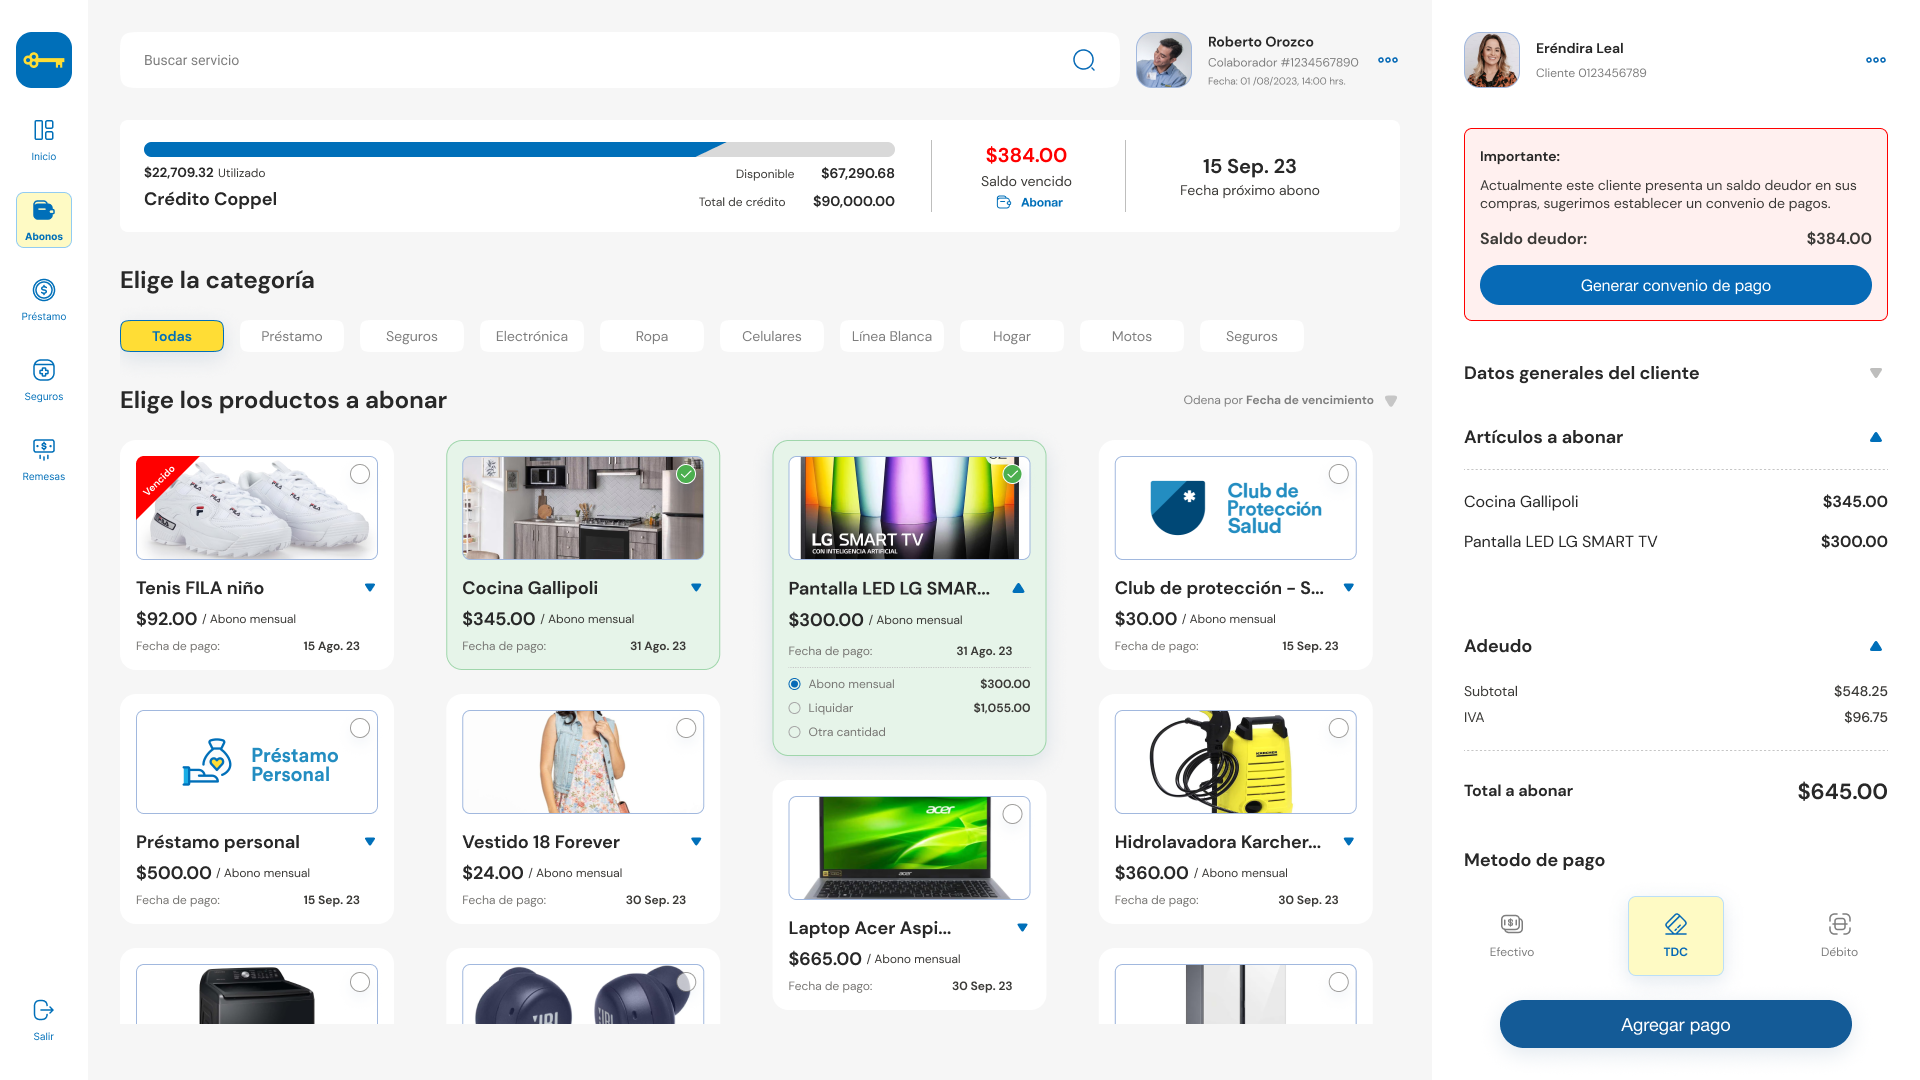 Inicio
Abonos
Préstamo
Seguros
Remesas
Salir
Buscar servicio
Roberto Orozco
Colaborador #1234567890
Fecha: 01 /08/2023, 14:00 hrs.
$22,709.32 Utilizado
Crédito Coppel
Disponible $67,290.68
Total de crédito $90,000.00
$384.00
Saldo vencido
Abonar
15 Sep. 23
Fecha próximo abono
Elige la categoría
Todas
Préstamo
Seguros
Electrónica
Ropa
Celulares
Línea Blanca
Hogar
Motos
Seguros
Elige los productos a abonar
Odena por Fecha de vencimiento
Vencido
FILA
Tenis FILA niño
$92.00 / Abono mensual
Fecha de pago: 15 Ago. 23
Cocina Gallipoli
$345.00 / Abono mensual
Fecha de pago: 31 Ago. 23
LG SMART TV
CON INTELIGENCIA ARTIFICIAL
Pantalla LED LG SMAR...
$300.00 / Abono mensual
Fecha de pago: 31 Ago. 23
Abono mensual $300.00
Liquidar $1,055.00
Otra cantidad
Club de
Protección
Salud
Club de protección - S...
$30.00 / Abono mensual
Fecha de pago: 15 Sep. 23
Préstamo
Personal
Préstamo personal
$500.00 / Abono mensual
Fecha de pago: 15 Sep. 23
Vestido 18 Forever
$24.00 / Abono mensual
Fecha de pago: 30 Sep. 23
acer
acer
Laptop Acer Aspi...
$665.00 / Abono mensual
Fecha de pago: 30 Sep. 23
KARCHER
Hidrolavadora Karcher...
$360.00 / Abono mensual
Fecha de pago: 30 Sep. 23
JBL
Eréndira Leal
Cliente 0123456789
Importante:
Actualmente este cliente presenta un saldo deudor en sus
compras, sugerimos establecer un convenio de pagos.
Saldo deudor: $384.00
Generar convenio de pago
Datos generales del cliente
Artículos a abonar
Cocina Gallipoli $345.00
Pantalla LED LG SMART TV $300.00
Adeudo
Subtotal $548.25
IVA $96.75
Total a abonar $645.00
Metodo de pago
Efectivo
TDC
Débito
Agregar pago